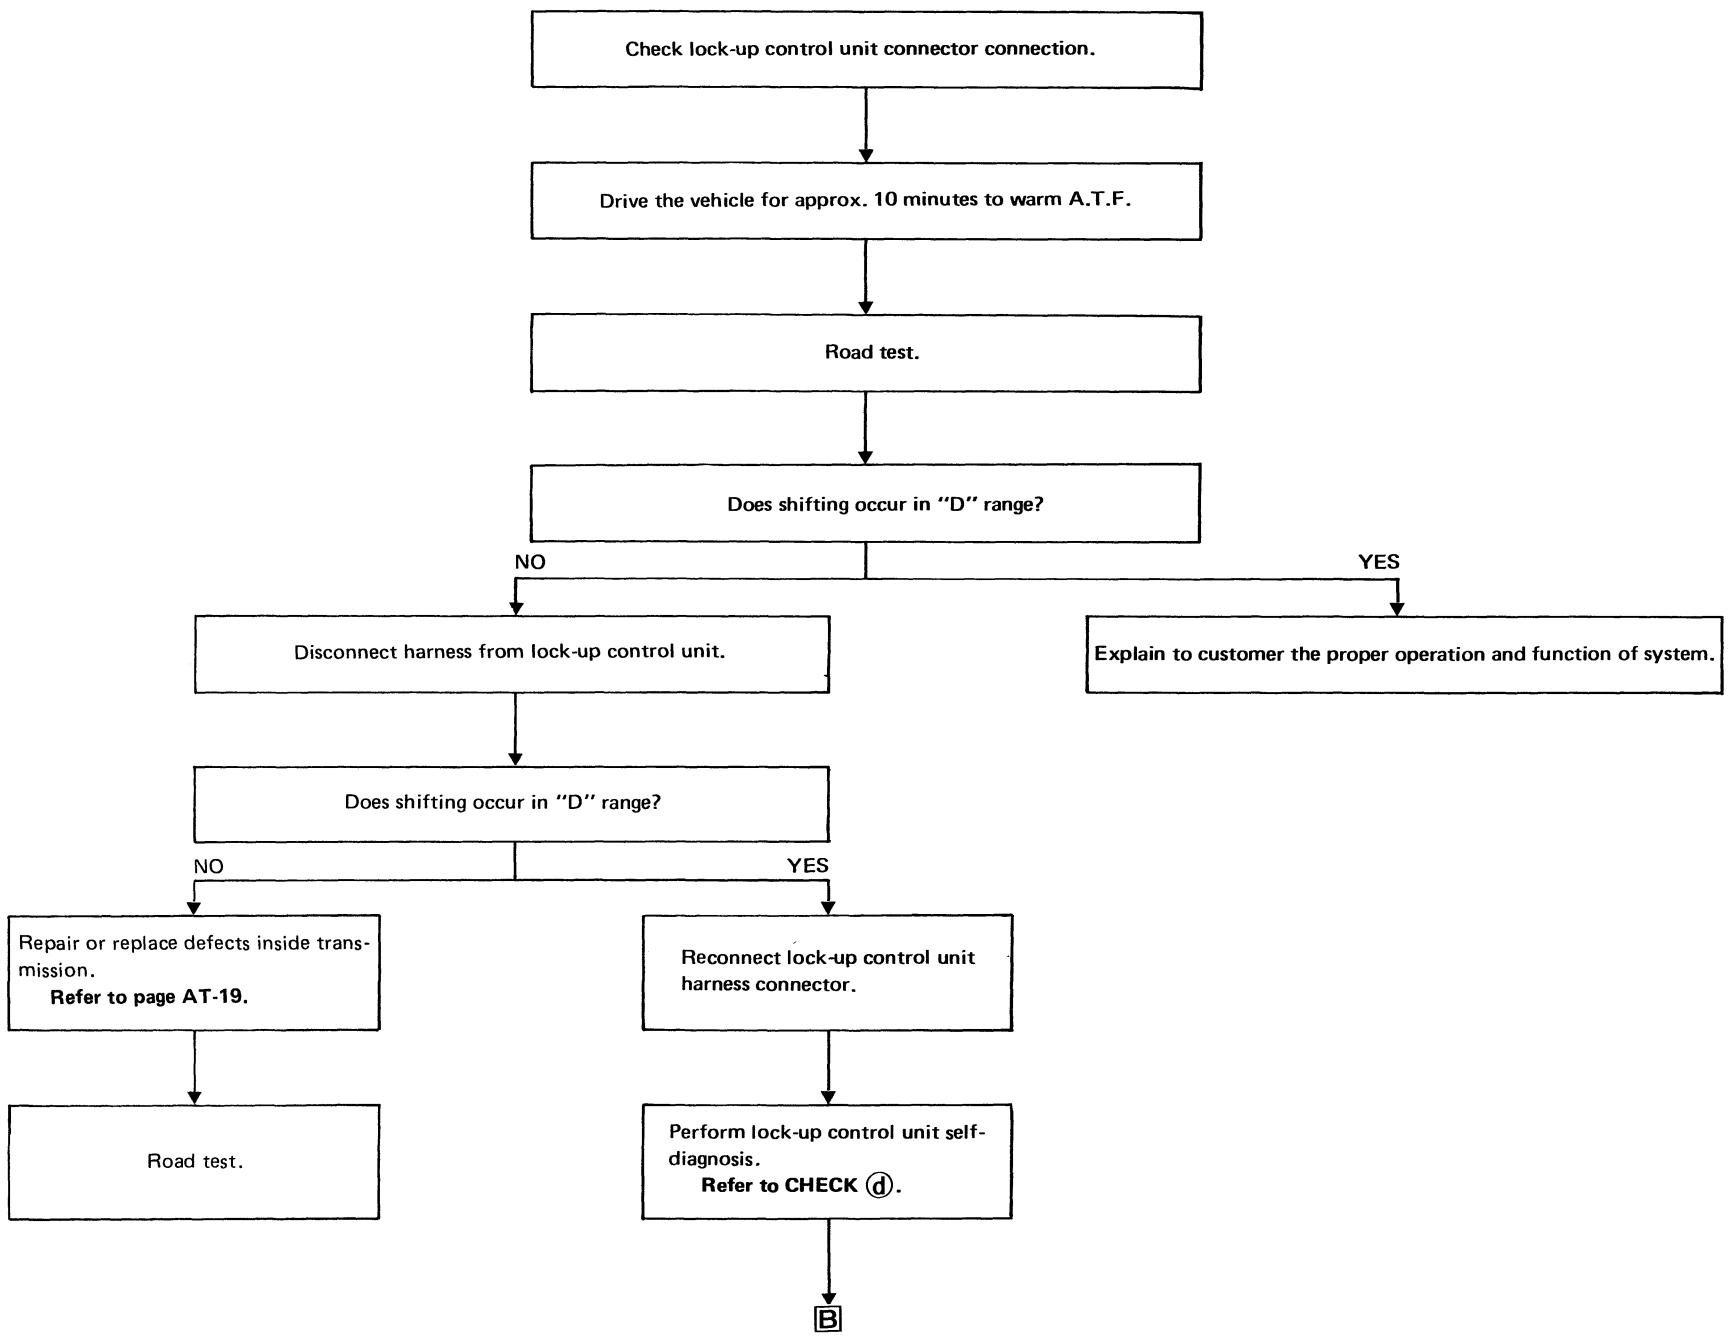 Check lock-up control unit connector connection.
Drive the vehicle for approx. 10 minutes to warm A.T.F.
Road test.
Does shifting occur in "D" range?
NO
YES
Disconnect harness from lock-up control unit.
Explain to customer the proper operation and function of system.
Does shifting occur in "D" range?
NO
YES
Repair or replace defects inside trans-
mission.
Refer to page AT-19.
Reconnect lock-up control unit
harness connector.
Road test.
Perform lock-up control unit self-
diagnosis.
Refer to CHECK ⓓ.
B